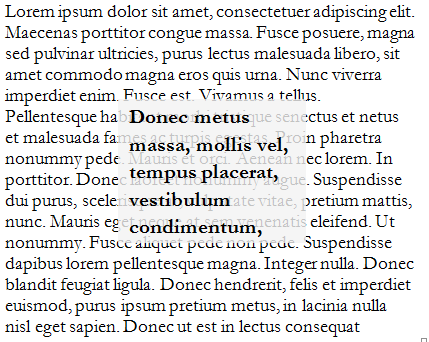 Lorem ipsum dolor sit amet, consectetuer adipiscing elit.
Maecenas porttitor congue massa. Fusce posuere, magna
sed pulvinar ultricies, purus lectus malesuada libero, sit
amet commodo magna eros quis urna. Nunc viverra
imperdiet enim. Fusce est. Vivamus a tellus.
Pellentesque senectus et netus
et malesuada fames ac turpis egestas. Proin pharetra
nonummy pede. Mauris et orci. Aenean nec lorem. In
porttitor. Donec laoreet nonummy augue. Suspendisse
dui purus, vitae, pretium mattis,
nunc. Mauris eget neque at sem venenatis eleifend. Ut
nonummy. Fusce aliquet pede non pede. Suspendisse
dapibus lorem pellentesque magna. Integer nulla. Donec
blandit feugiat ligula. Donec hendrerit, felis et imperdiet
euismod, purus ipsum pretium metus, in lacinia nulla
nisl eget sapien. Donec ut est in lectus consequat
Donec metus
massa, mollis vel,
tempus placerat,
vestibulum
condimentum,